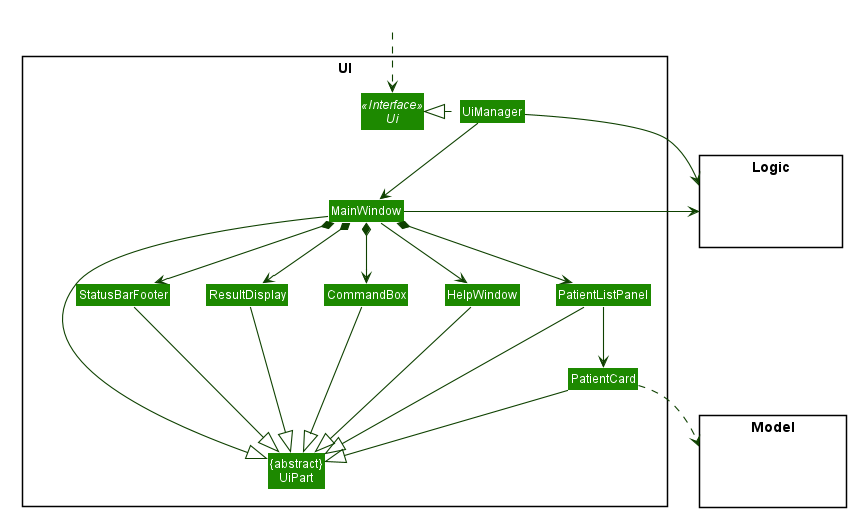 UI
«Interface»
Ui
UiManager
Logic
MainWindow
StatusBarFooter
ResultDisplay
CommandBox
HelpWindow
PatientListPanel
PatientCard
Model
{abstract}
UiPart